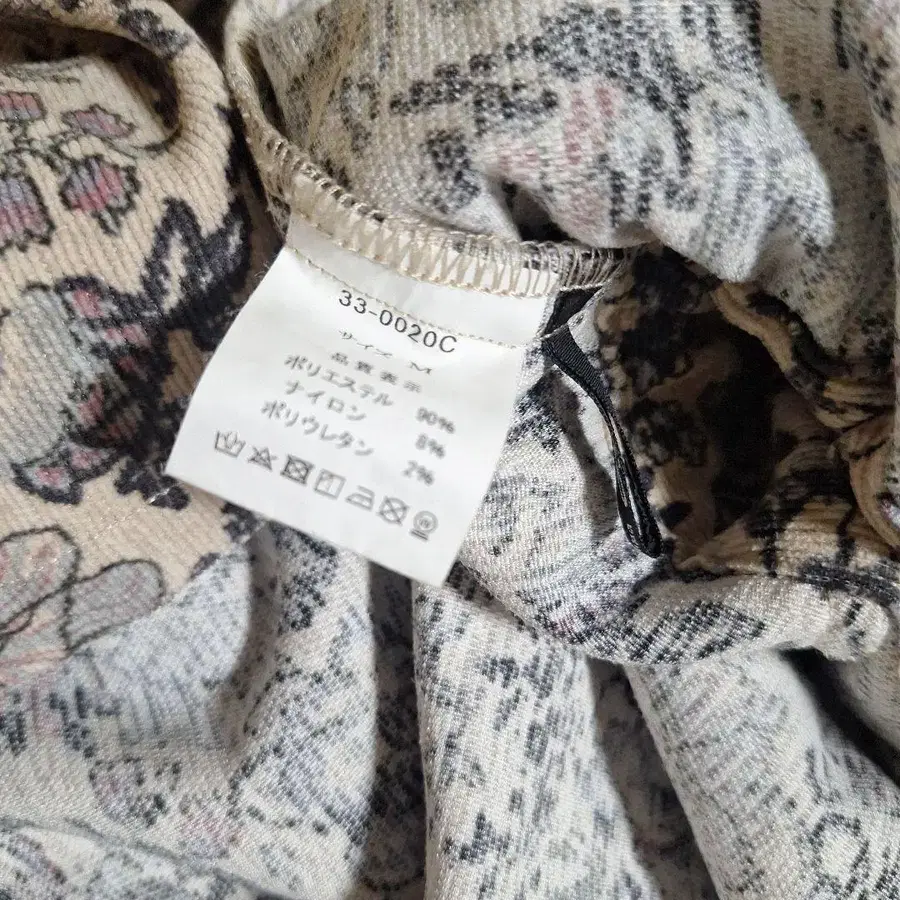 33-0020C
サイズ M
品質表示
ポリエステル 90%
ナイロン 8%
ポリウレタン 2%